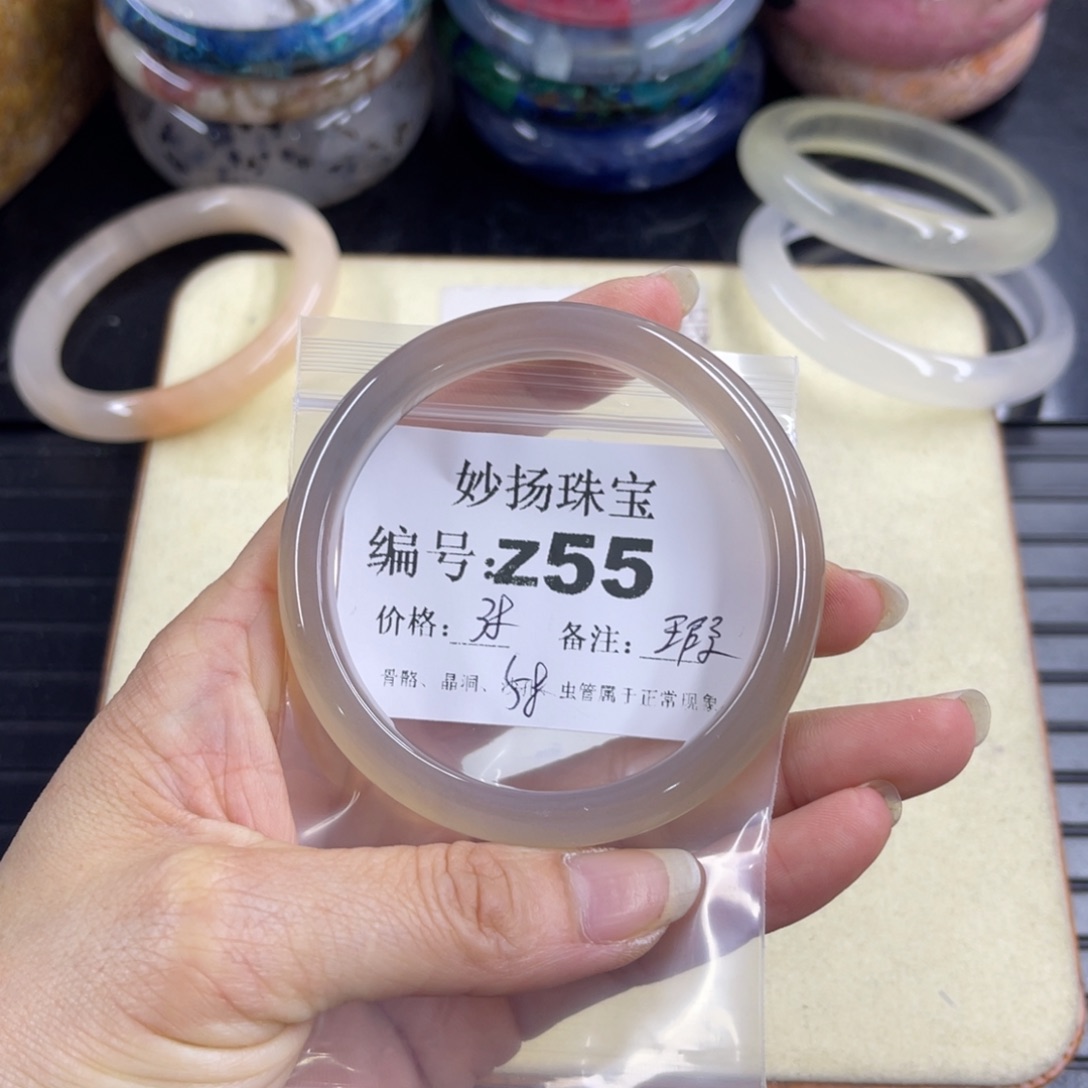 妙扬珠宝
编号:z55
价格: 备注:
骨骼、晶洞、 虫管属于正常现象
58